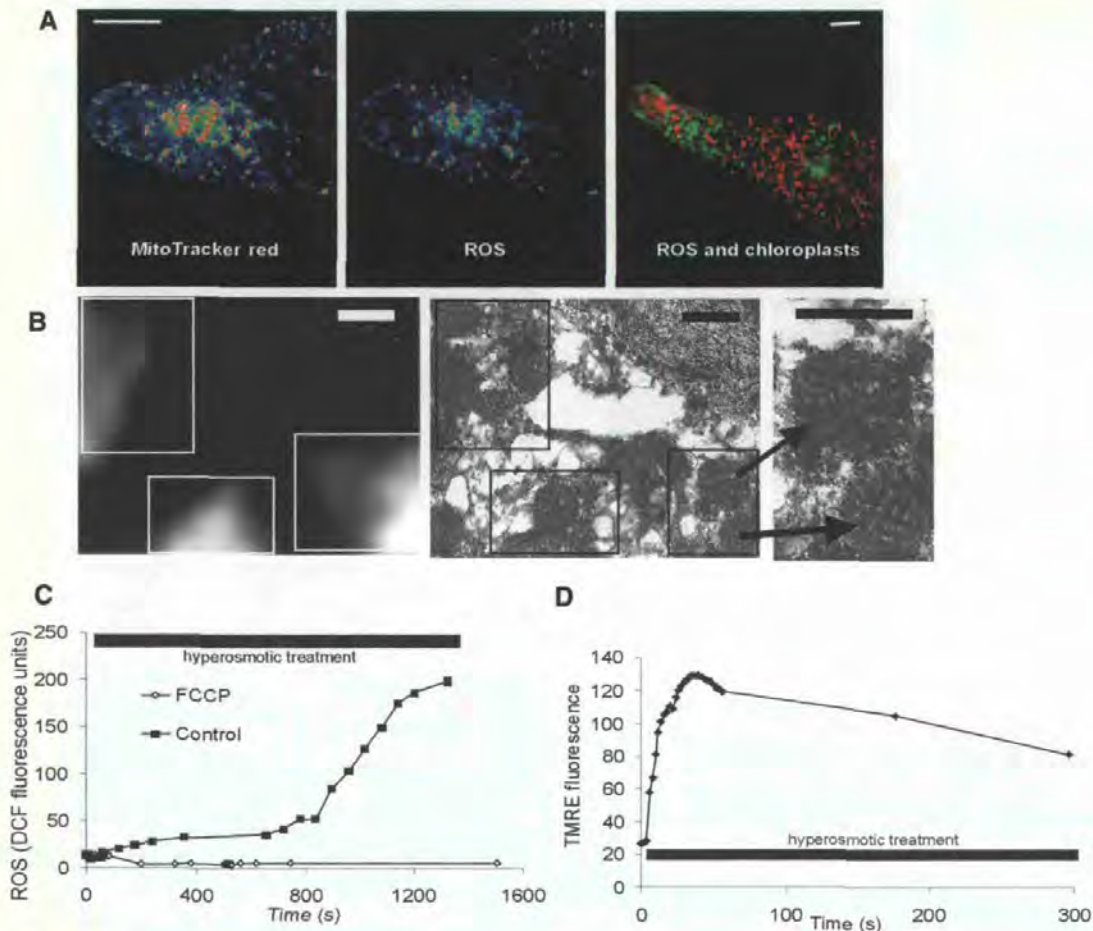 A
MitoTracker red
ROS
ROS and chloroplasts
B
C
250
200
150
100
50
0
ROS (DCF fluorescence units)
hyperosmotic treatment
FCCP
Control
0 400 800 1200 1600
Time (s)
D
140
120
100
80
60
40
20
0
TMRE fluorescence
hyperosmotic treatment
0 100 200 300
Time (s)